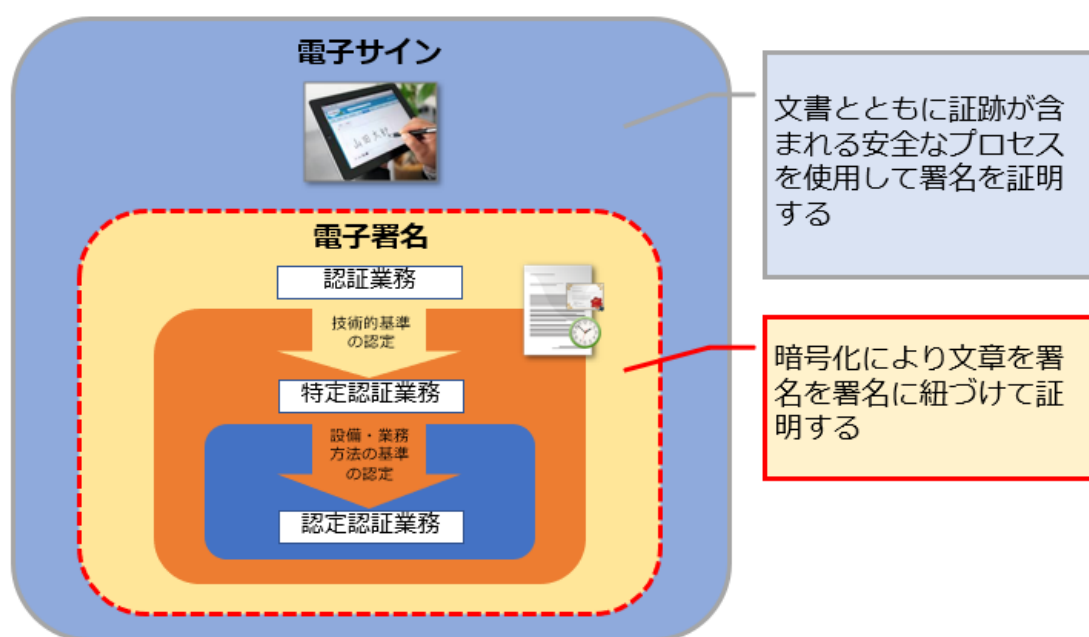 電子サイン
山田太郎
文書とともに証跡が含
まれる安全なプロセス
を使用して署名を証明
する
電子署名
認証業務
技術的基準
の認定
特定認証業務
設備・業務
方法の基準
の認定
認定認証業務
暗号化により文章を署
名を署名に紐づけて証
明する